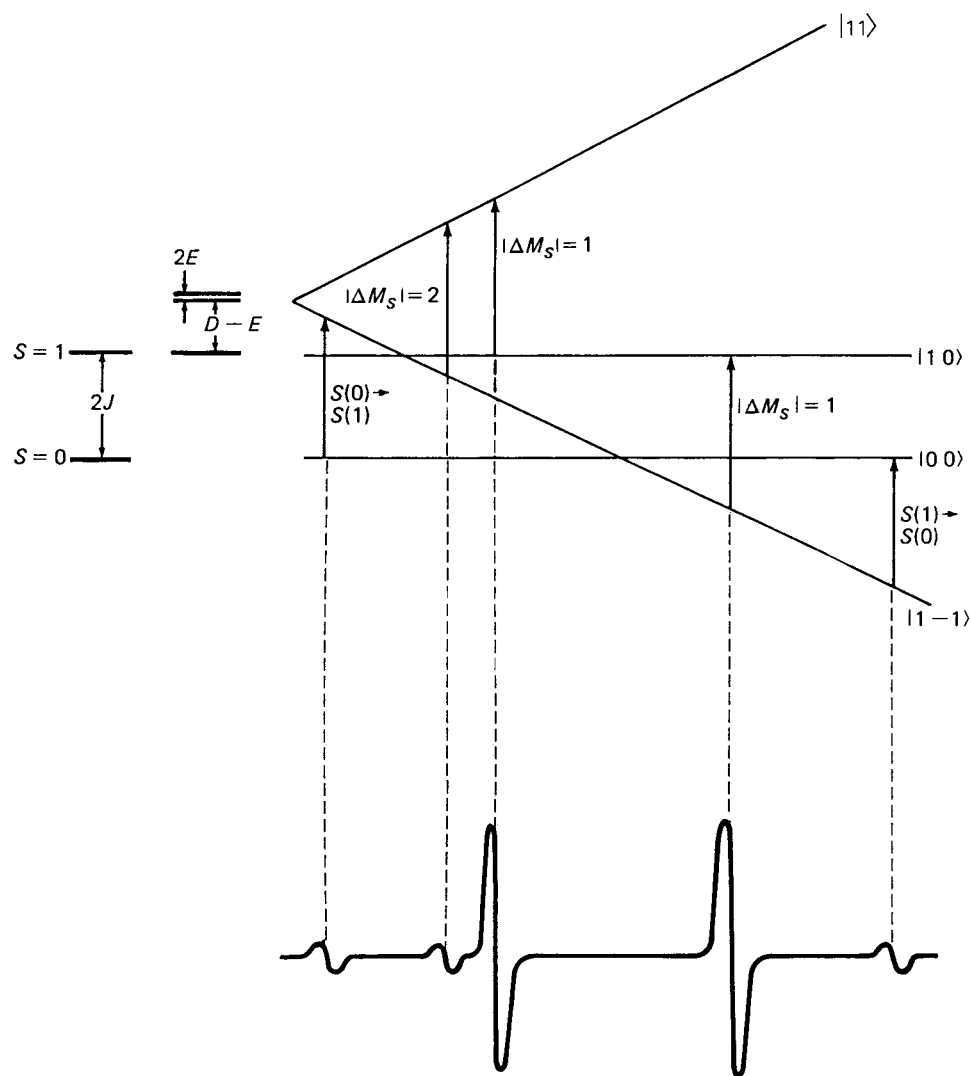 |11⟩
|ΔM_S| = 1
2E
|ΔM_S| = 2
D − E
S = 1
|1 0⟩
2J
S(0) →
S(1)
|ΔM_S| = 1
S = 0
|0 0⟩
S(1) →
S(0)
|1 −1⟩